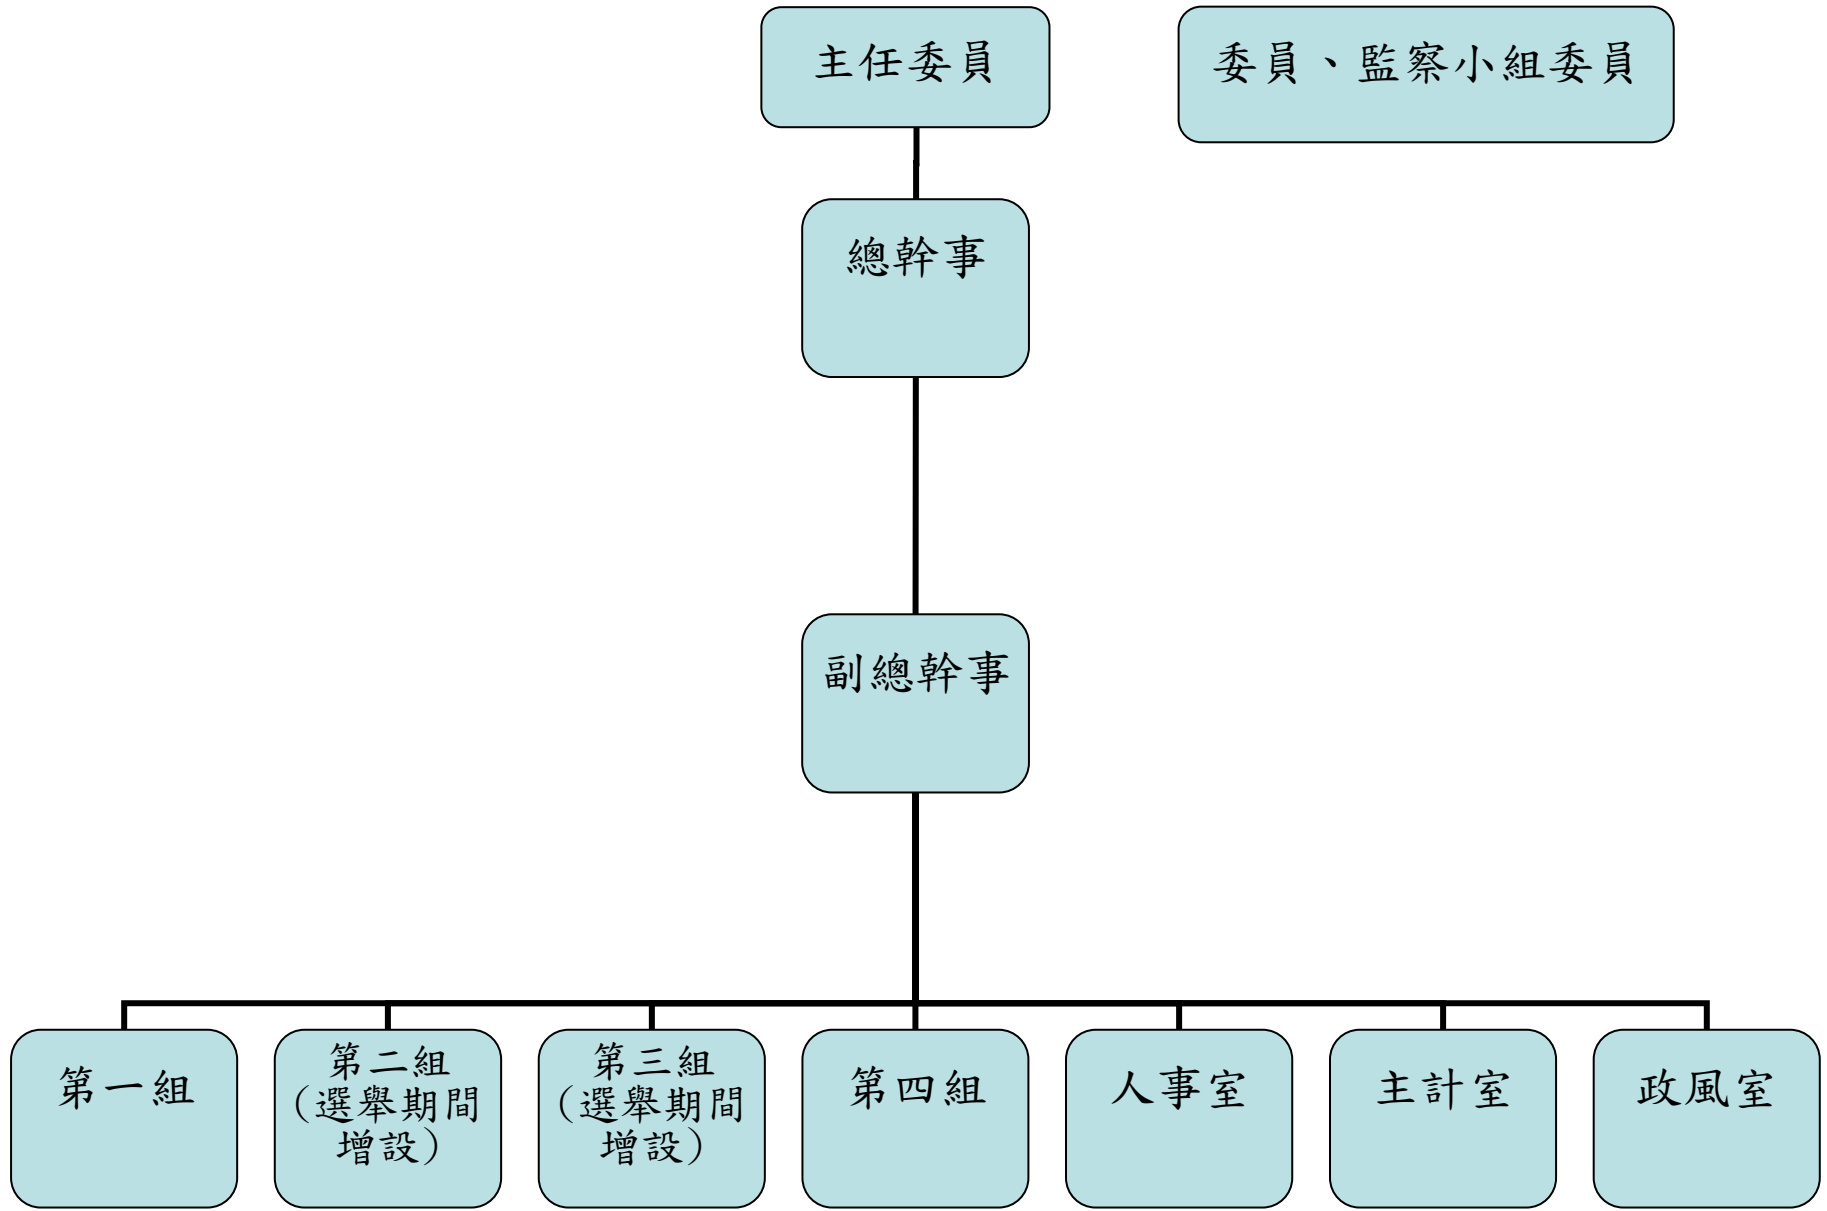 主任委員
委員、監察小組委員
總幹事
副總幹事
第一組
第二組
（選舉期間
增設）
第三組
（選舉期間
增設）
第四組
人事室
主計室
政風室